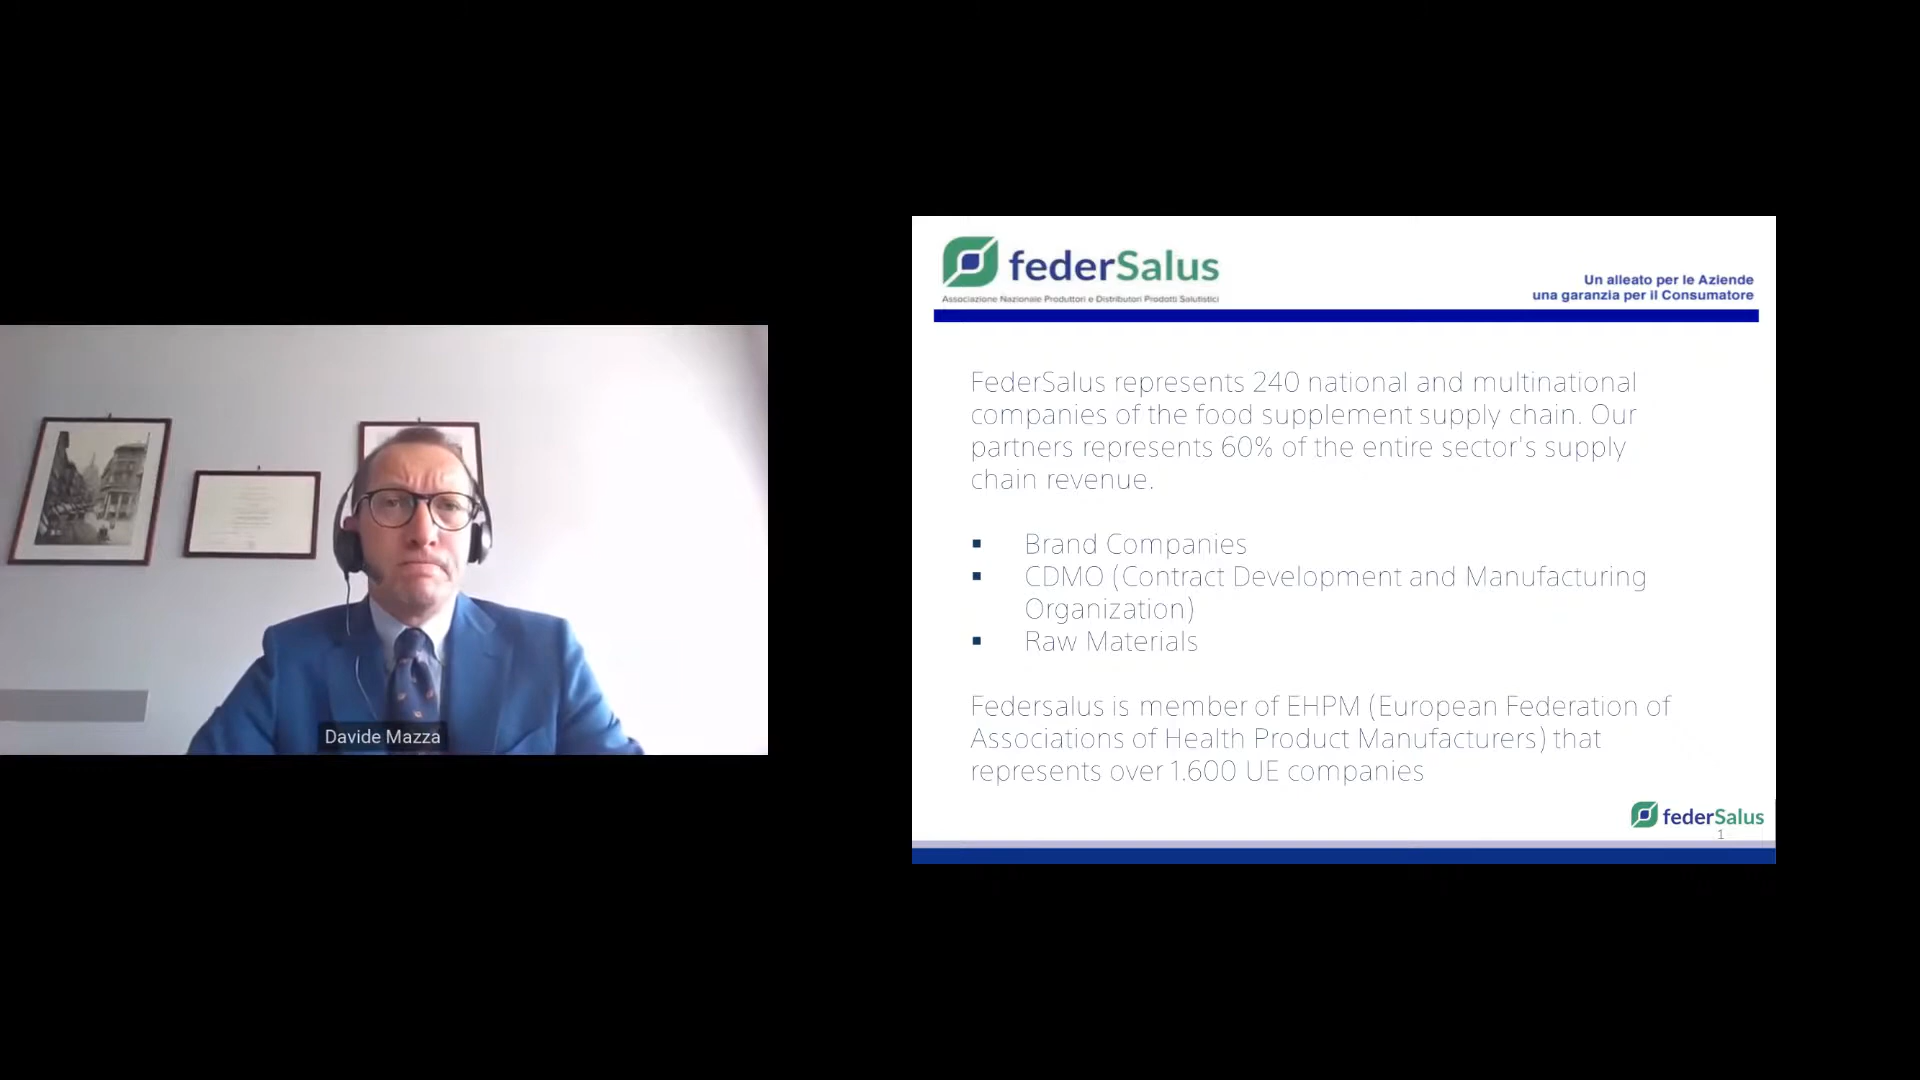 Davide Mazza
federSalus
Associazione Nazionale Produttori e Distributori Prodotti Salutistici
Un alleato per le Aziende
una garanzia per il Consumatore
FederSalus represents 240 national and multinational
companies of the food supplement supply chain. Our
partners represents 60% of the entire sector's supply
chain revenue.
▪ Brand Companies
▪ CDMO (Contract Development and Manufacturing
Organization)
▪ Raw Materials
Federsalus is member of EHPM (European Federation of
Associations of Health Product Manufacturers) that
represents over 1.600 UE companies
federSalus
1